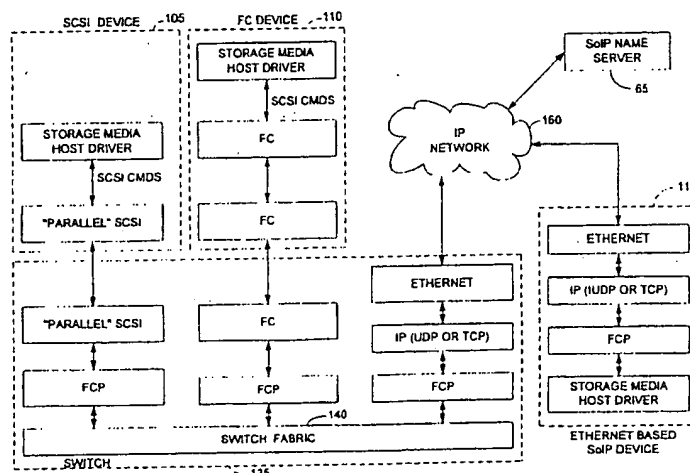 SCSI DEVICE
105
STORAGE MEDIA
HOST DRIVER
SCSI CMDS
"PARALLEL" SCSI
FC DEVICE
110
STORAGE MEDIA
HOST DRIVER
SCSI CMDS
FC
FC
SoIP NAME
SERVER
65
IP
NETWORK
160
"PARALLEL" SCSI
FCP
FC
FCP
ETHERNET
IP (UDP OR TCP)
FCP
140
SWITCH FABRIC
SWITCH
11
ETHERNET
IP (UDP OR TCP)
FCP
STORAGE MEDIA
HOST DRIVER
ETHERNET BASED
SoIP DEVICE